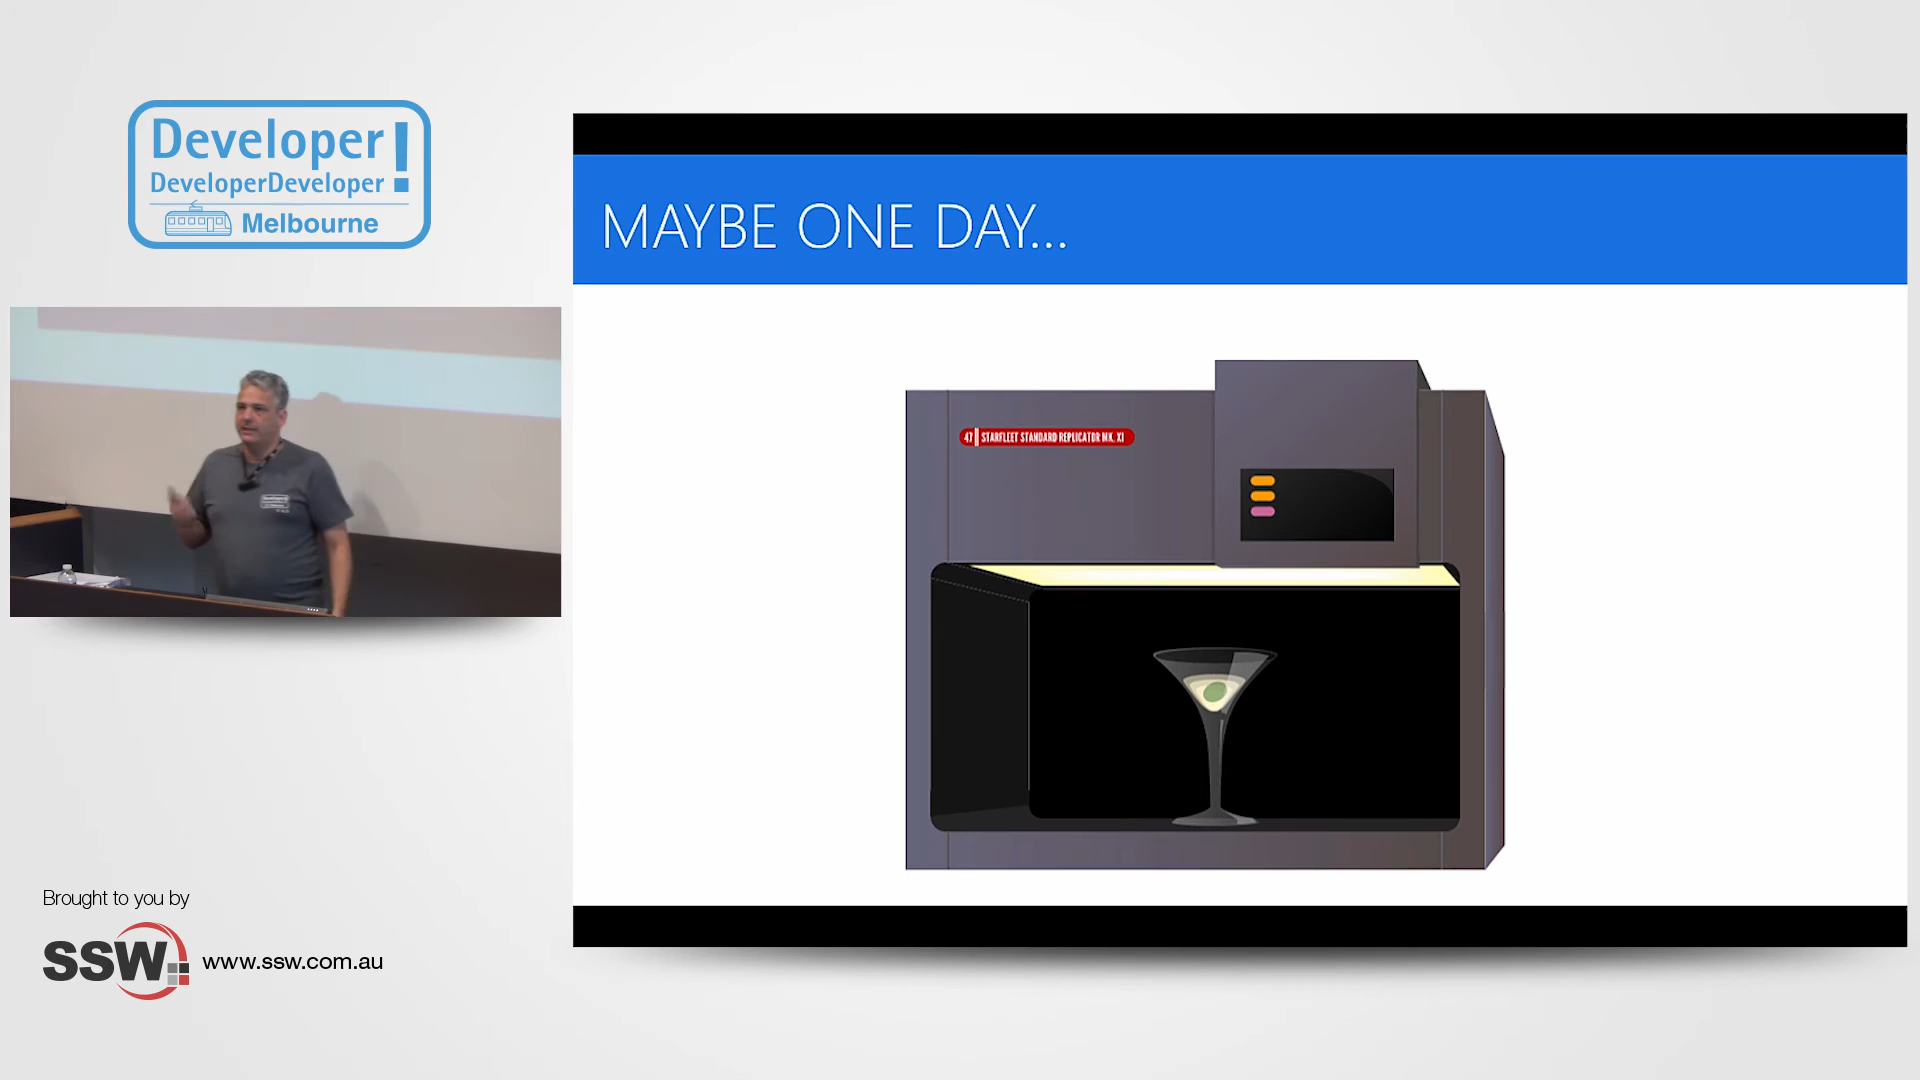 Developer!
DeveloperDeveloper
Melbourne
MAYBE ONE DAY...
47 STARFLEET STANDARD REPLICATOR MK. XI
Brought to you by
SSW
www.ssw.com.au